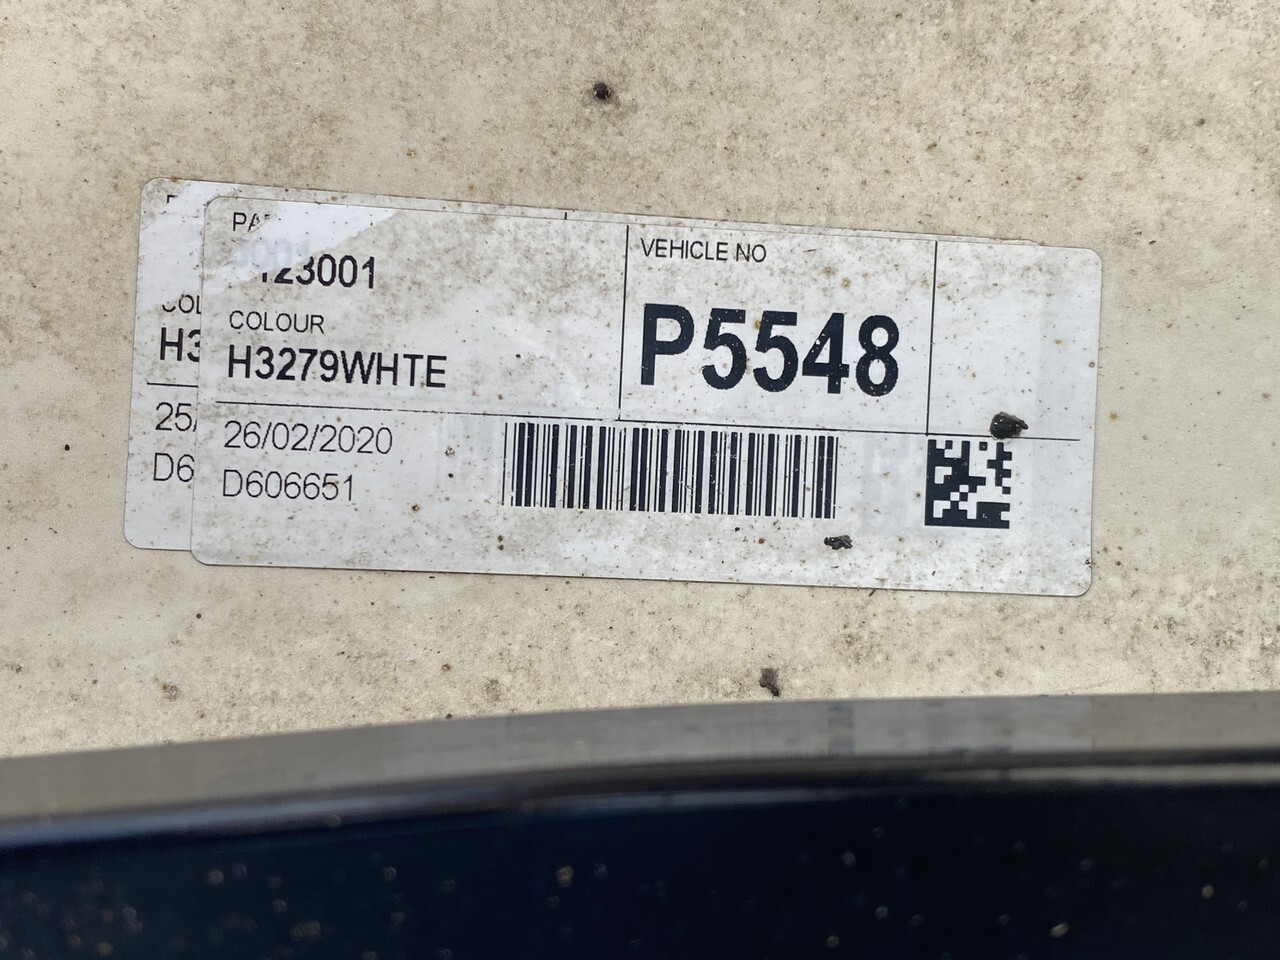 123001
VEHICLE NO
P5548
COLOUR
H3279WHTE
26/02/2020
D606651